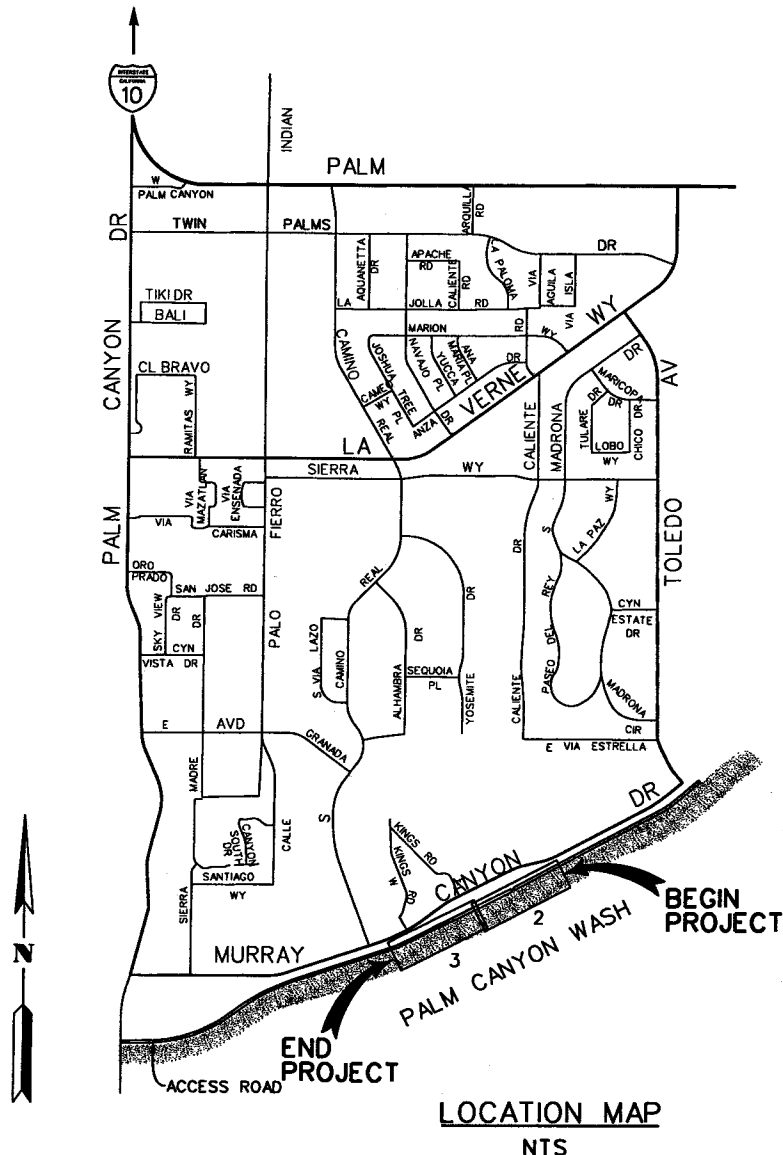 INTERSTATE
CALIFORNIA
10
INDIAN
PALM
W
PALM CANYON
DR
TWIN PALMS DR
ARQUILLA RD
AQUANETTA DR
APACHE RD
CALIENTE RD
LA PALOMA
VIA AGUILA
VIA ISLA
LA JOLLA RD
TIKI DR
BALI
CANYON
MARION WY
RD
WY
CAMINO REAL
JOSHUA TREE PL
CAMEO WY
NAVAJO PL
YUCCA
ANA MARIA PL
DR
ANZA DR
LA VERNE
CL BRAVO
RAMITAS WY
CALIENTE
MADRONA
MARICOPA DR
DR
TULARE DR
DR
LOBO WY
CHICO DR
AV
SIERRA WY
PALM
VIA MAZATLAN
VIA ENSENADA
FIERRO
VIA CARISMA
WY
LA PAZ
S
TOLEDO
ORO
PRADO
SAN JOSE RD
SKY VIEW DR
DR
CYN
VISTA DR
PALO
REAL
S VIA LAZO
CAMINO
ALHAMBRA DR
SEQUOIA PL
YOSEMITE DR
CALIENTE DR
PASEO DEL REY
CYN
ESTATE
DR
MADRONA
CIR
E AVD GRANADA
E VIA ESTRELLA
MADRE
CANYON SOUTH DR
CALLE
S
SANTIAGO
WY
SIERRA
KINGS RD
KINGS RD
W
MURRAY CANYON DR
BEGIN
PROJECT
2
3
PALM CANYON WASH
N
END
PROJECT
ACCESS ROAD
LOCATION MAP
NTS